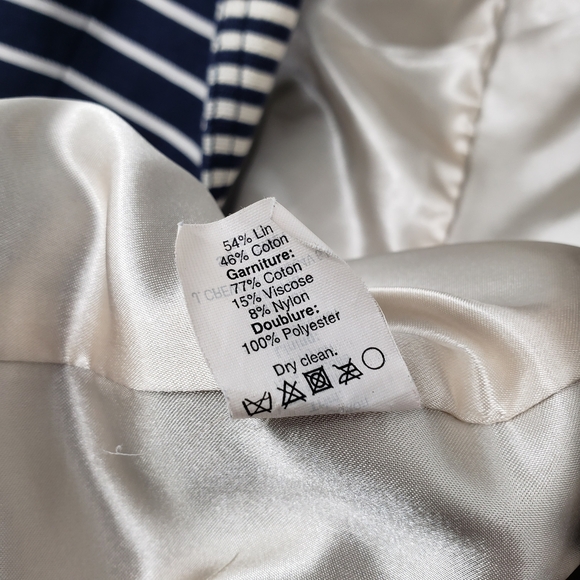 54% Lin
46% Coton
Garniture:
77% Coton
15% Viscose
8% Nylon
Doublure:
100% Polyester
Dry clean: